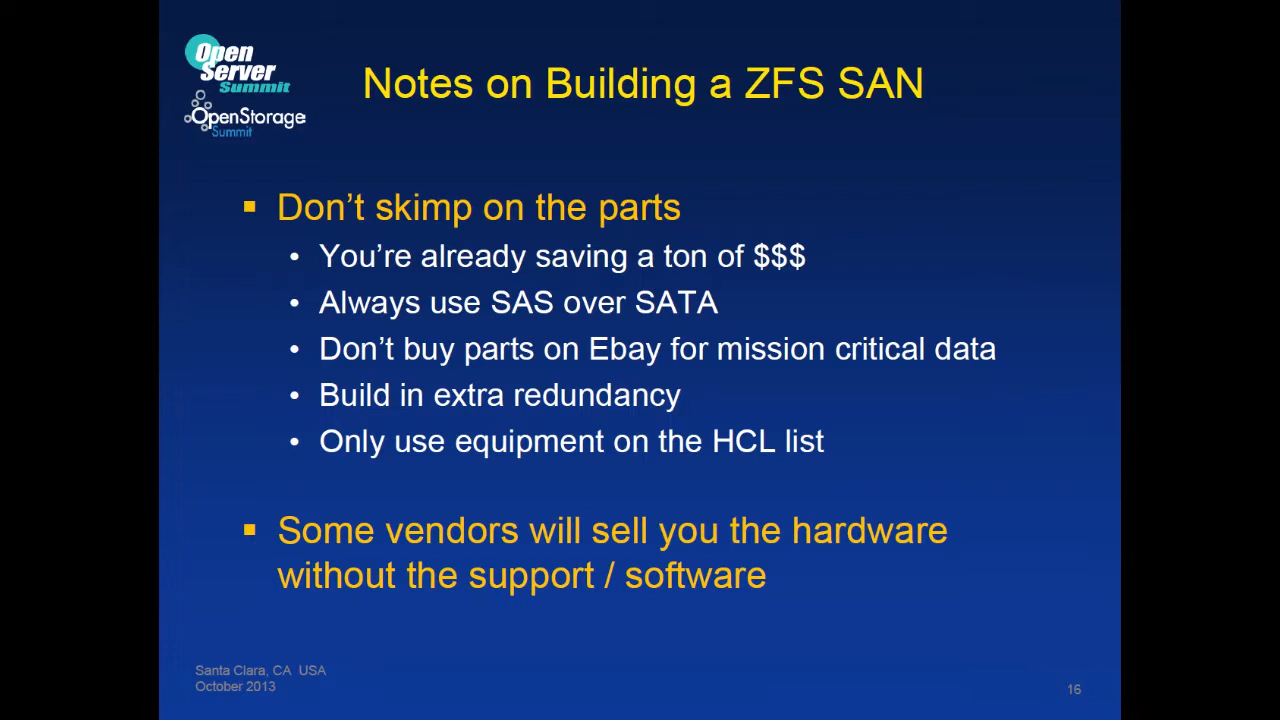 Open
Server
Summit
OpenStorage
Summit
Notes on Building a ZFS SAN
▪ Don’t skimp on the parts
• You’re already saving a ton of $$$
• Always use SAS over SATA
• Don’t buy parts on Ebay for mission critical data
• Build in extra redundancy
• Only use equipment on the HCL list
▪ Some vendors will sell you the hardware
without the support / software
Santa Clara, CA  USA
October 2013
16